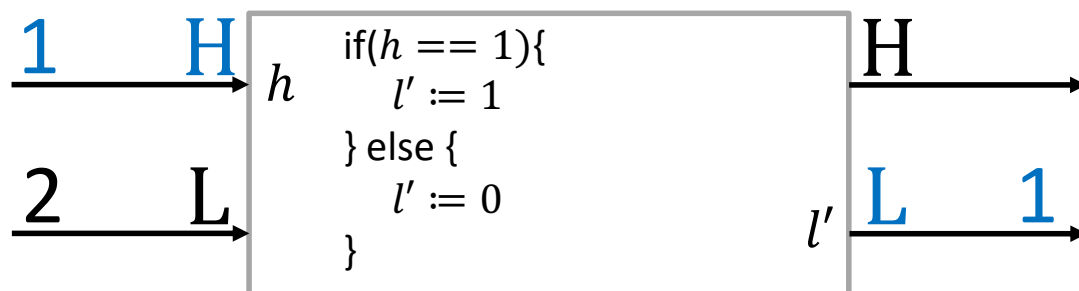 1 H
h
2 L
if(h == 1){
l′ ≔ 1
} else {
l′ ≔ 0
}
H
l′ L 1